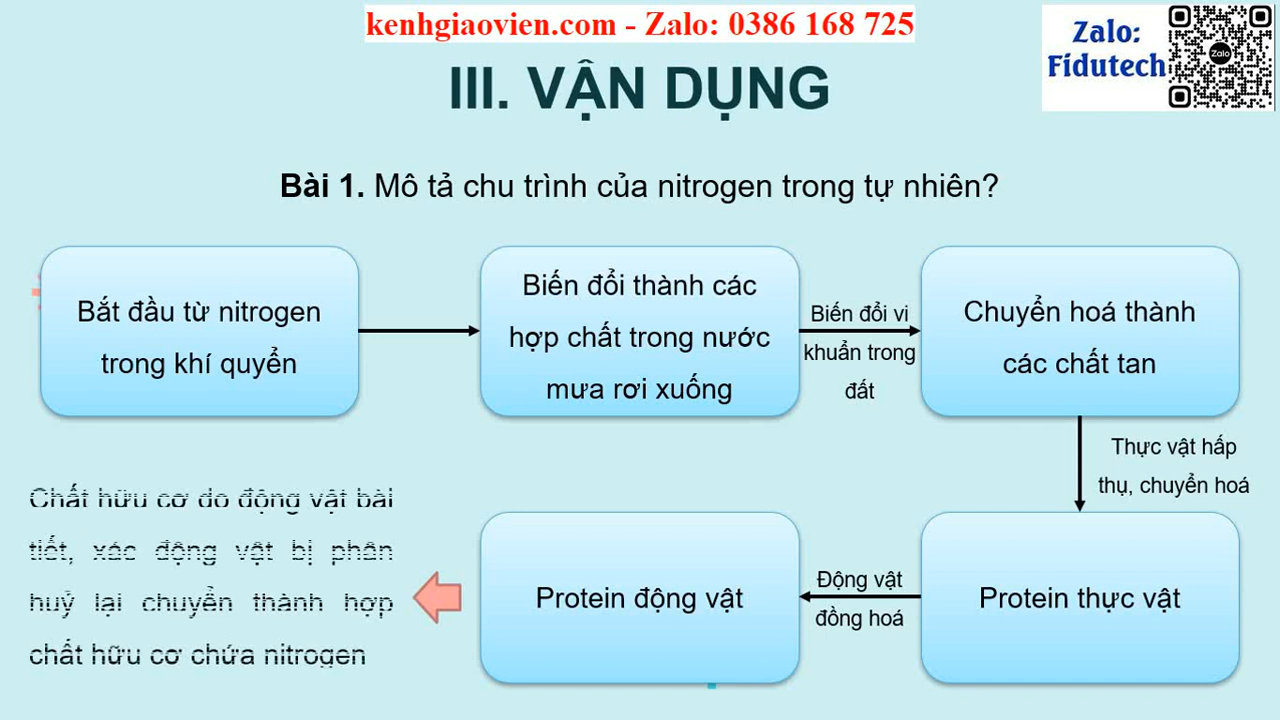 kenhgiaovien.com - Zalo: 0386 168 725
Zalo:
Fidutech
Zalo
III. VẬN DỤNG
Bài 1. Mô tả chu trình của nitrogen trong tự nhiên?
Bắt đầu từ nitrogen
trong khí quyển
Biến đổi thành các
hợp chất trong nước
mưa rơi xuống
Biến đổi vi
khuẩn trong
đất
Chuyển hoá thành
các chất tan
Thực vật hấp
thụ, chuyển hoá
Protein thực vật
Động vật
đồng hoá
Protein động vật
Chất hữu cơ do động vật bài
tiết, xác động vật bị phân
huỷ lại chuyển thành hợp
chất hữu cơ chứa nitrogen